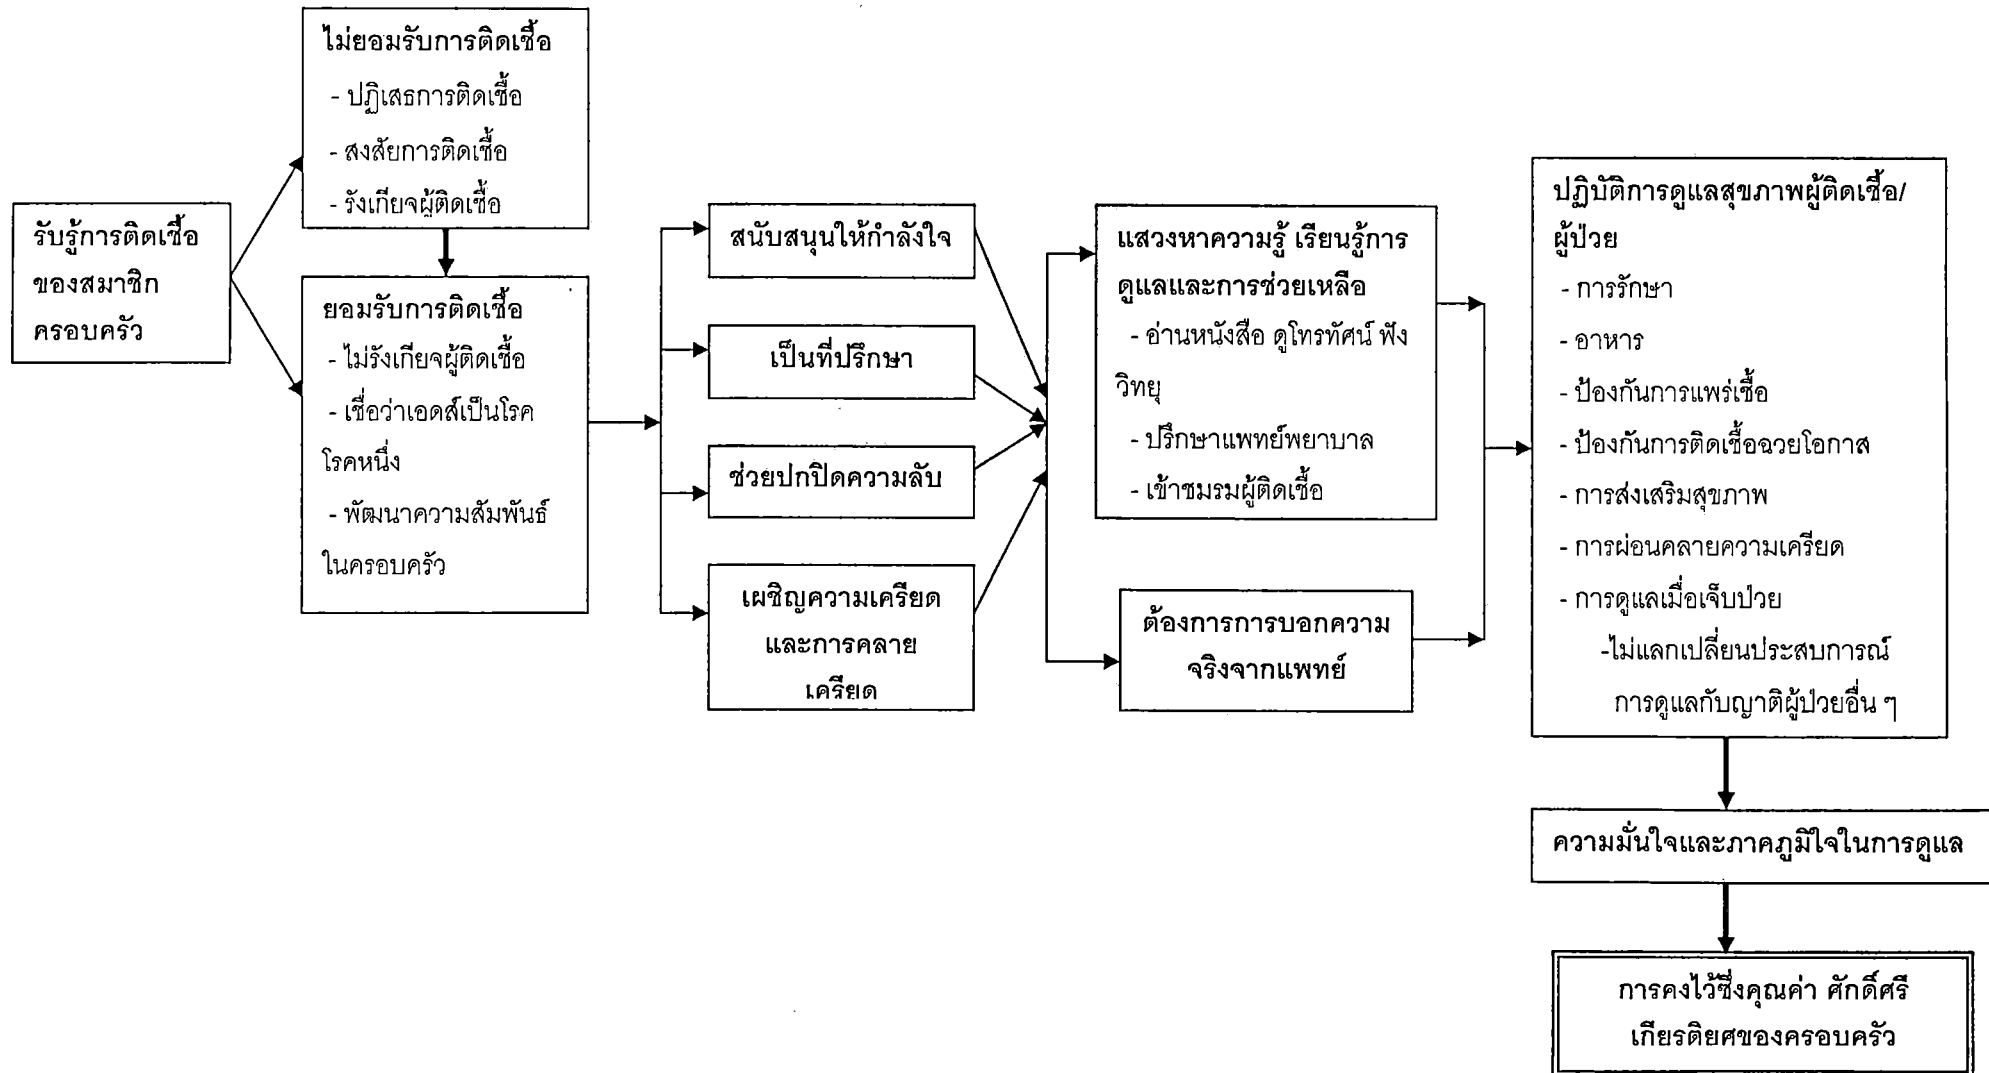 รับรู้การติดเชื้อ
ของสมาชิก
ครอบครัว
ไม่ยอมรับการติดเชื้อ
- ปฏิเสธการติดเชื้อ
- สงสัยการติดเชื้อ
- รังเกียจผู้ติดเชื้อ
ยอมรับการติดเชื้อ
- ไม่รังเกียจผู้ติดเชื้อ
- เชื่อว่าเอดส์เป็นโรค
โรคหนึ่ง
- พัฒนาความสัมพันธ์
ในครอบครัว
สนับสนุนให้กำลังใจ
เป็นที่ปรึกษา
ช่วยปกปิดความลับ
เผชิญความเครียด
และการคลาย
เครียด
แสวงหาความรู้ เรียนรู้การ
ดูแลและการช่วยเหลือ
- อ่านหนังสือ ดูโทรทัศน์ ฟัง
วิทยุ
- ปรึกษาแพทย์พยาบาล
- เข้าชมรมผู้ติดเชื้อ
ต้องการการบอกความ
จริงจากแพทย์
ปฏิบัติการดูแลสุขภาพผู้ติดเชื้อ/
ผู้ป่วย
- การรักษา
- อาหาร
- ป้องกันการแพร่เชื้อ
- ป้องกันการติดเชื้อฉวยโอกาส
- การส่งเสริมสุขภาพ
- การผ่อนคลายความเครียด
- การดูแลเมื่อเจ็บป่วย
-ไม่แลกเปลี่ยนประสบการณ์
การดูแลกับญาติผู้ป่วยอื่น ๆ
ความมั่นใจและภาคภูมิใจในการดูแล
การคงไว้ซึ่งคุณค่า ศักดิ์ศรี
เกียรติยศของครอบครัว